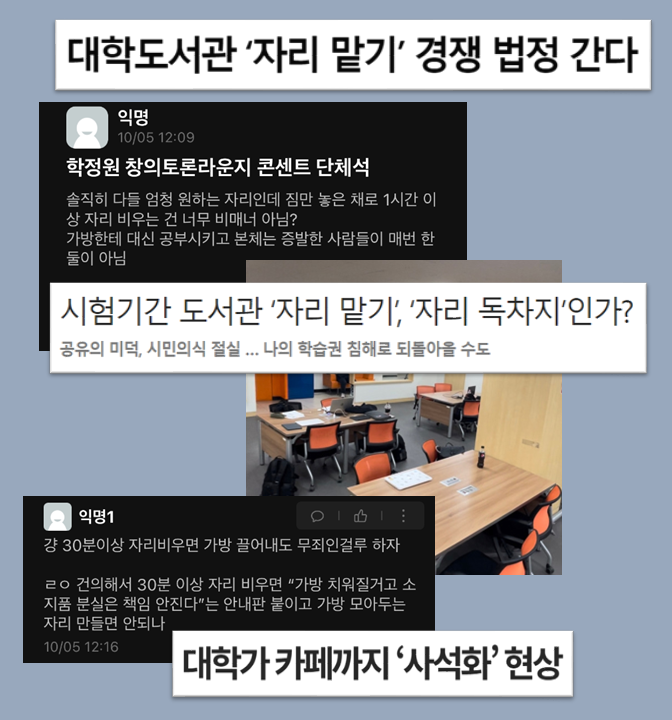 대학도서관 ‘자리 맡기’ 경쟁 법정 간다
익명
10/05 12:09
학정원 창의토론라운지 콘센트 단체석
솔직히 다들 엄청 원하는 자리인데 짐만 놓은 채로 1시간 이
상 자리 비우는 건 너무 비매너 아님?
가방한테 대신 공부시키고 본체는 증발한 사람들이 매번 한
둘이 아님
시험기간 도서관 ‘자리 맡기’, ‘자리 독차지’인가?
공유의 미덕, 시민의식 절실 ... 나의 학습권 침해로 되돌아올 수도
익명1
걍 30분이상 자리비우면 가방 끌어내도 무죄인걸루 하자
ㄹㅇ 건의해서 30분 이상 자리 비우면 “가방 치워질거고 소
지품 분실은 책임 안진다”는 안내판 붙이고 가방 모아두는
자리 만들면 안되나
10/05 12:16
대학가 카페까지 ‘사석화’ 현상